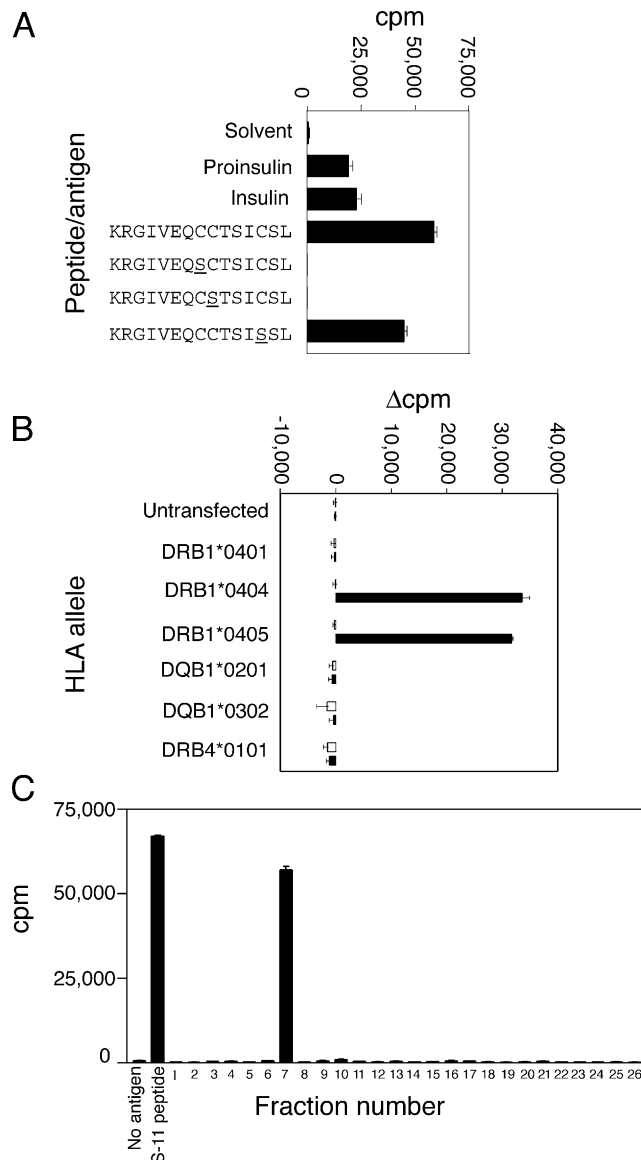 A
cpm
0
25,000
50,000
75,000
Peptide/antigen
Solvent
Proinsulin
Insulin
KRGIVEQCCTSICSL
KRGIVEQSCTSICSL
KRGIVEQCSTSICSL
KRGIVEQCCTSISSL
B
Δcpm
-10,000
0
10,000
20,000
30,000
40,000
HLA allele
Untransfected
DRB1*0401
DRB1*0404
DRB1*0405
DQB1*0201
DQB1*0302
DRB4*0101
C
cpm
75,000
50,000
25,000
0
No antigen
S-11 peptide
1 2 3 4 5 6 7 8 9 10 11 12 13 14 15 16 17 18 19 20 21 22 23 24 25 26
Fraction number